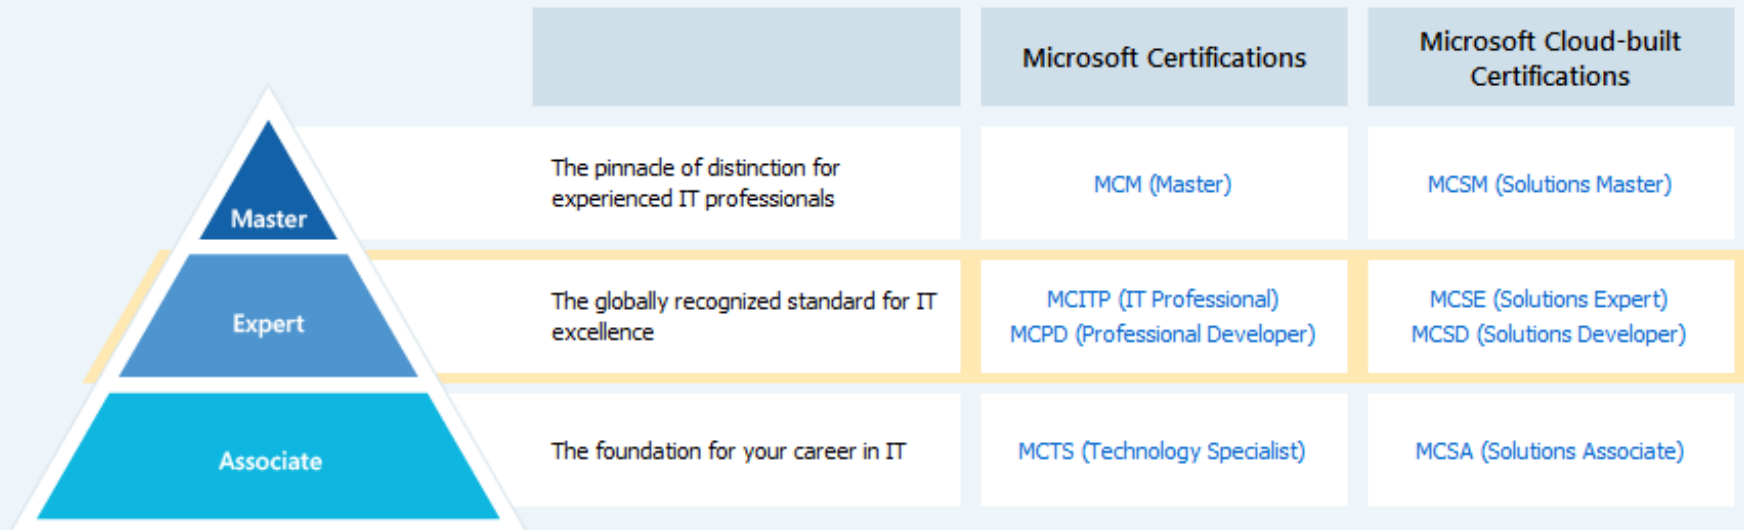 Microsoft Certifications
Microsoft Cloud-built
Certifications
Master
The pinnacle of distinction for
experienced IT professionals
MCM (Master)
MCSM (Solutions Master)
Expert
The globally recognized standard for IT
excellence
MCITP (IT Professional)
MCPD (Professional Developer)
MCSE (Solutions Expert)
MCSD (Solutions Developer)
Associate
The foundation for your career in IT
MCTS (Technology Specialist)
MCSA (Solutions Associate)